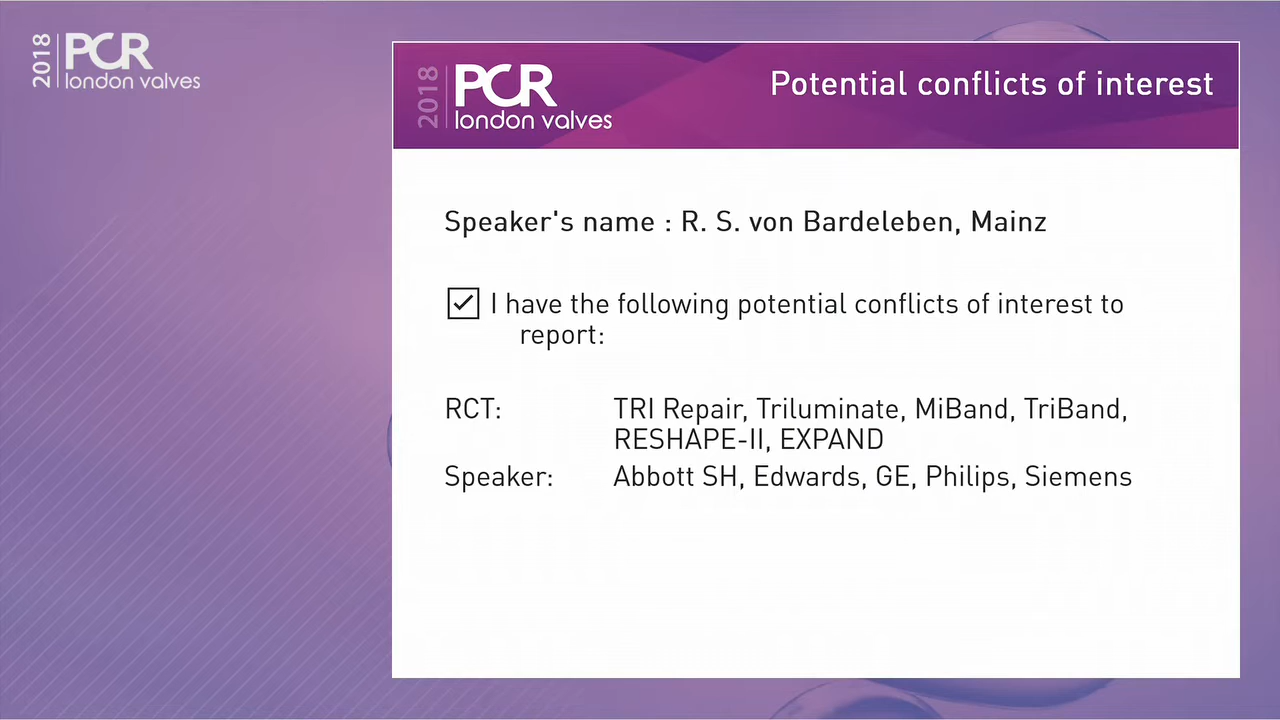 2018 PCR
london valves
2018 PCR
london valves
Potential conflicts of interest
Speaker's name : R. S. von Bardeleben, Mainz
I have the following potential conflicts of interest to
report:
RCT: TRI Repair, Triluminate, MiBand, TriBand,
RESHAPE-II, EXPAND
Speaker: Abbott SH, Edwards, GE, Philips, Siemens